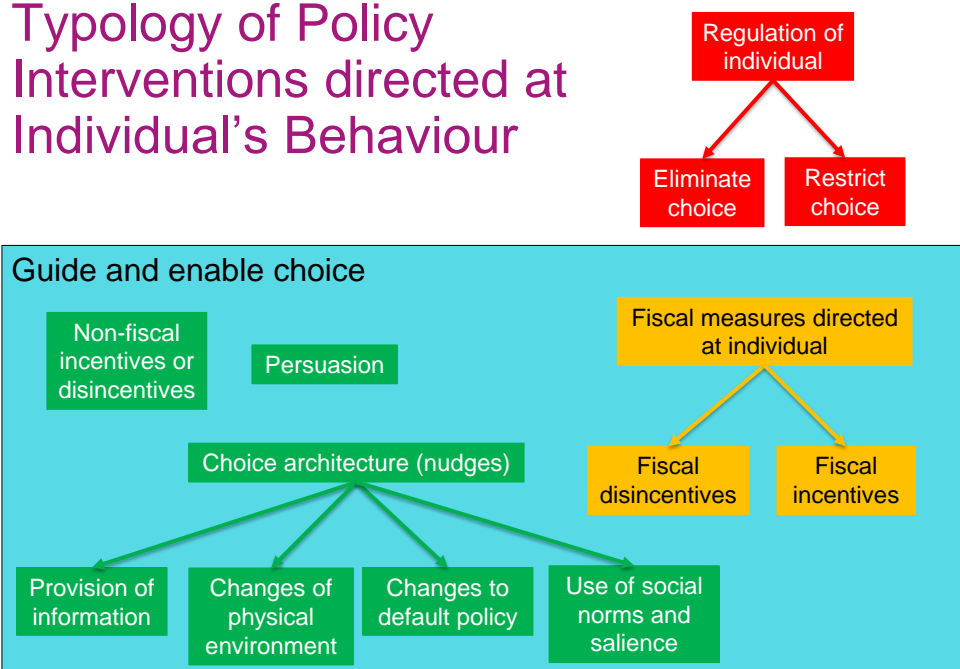 Typology of Policy
Interventions directed at
Individual’s Behaviour
Regulation of
individual
Eliminate
choice
Restrict
choice
Guide and enable choice
Non-fiscal
incentives or
disincentives
Persuasion
Fiscal measures directed
at individual
Choice architecture (nudges)
Fiscal
disincentives
Fiscal
incentives
Provision of
information
Changes of
physical
environment
Changes to
default policy
Use of social
norms and
salience